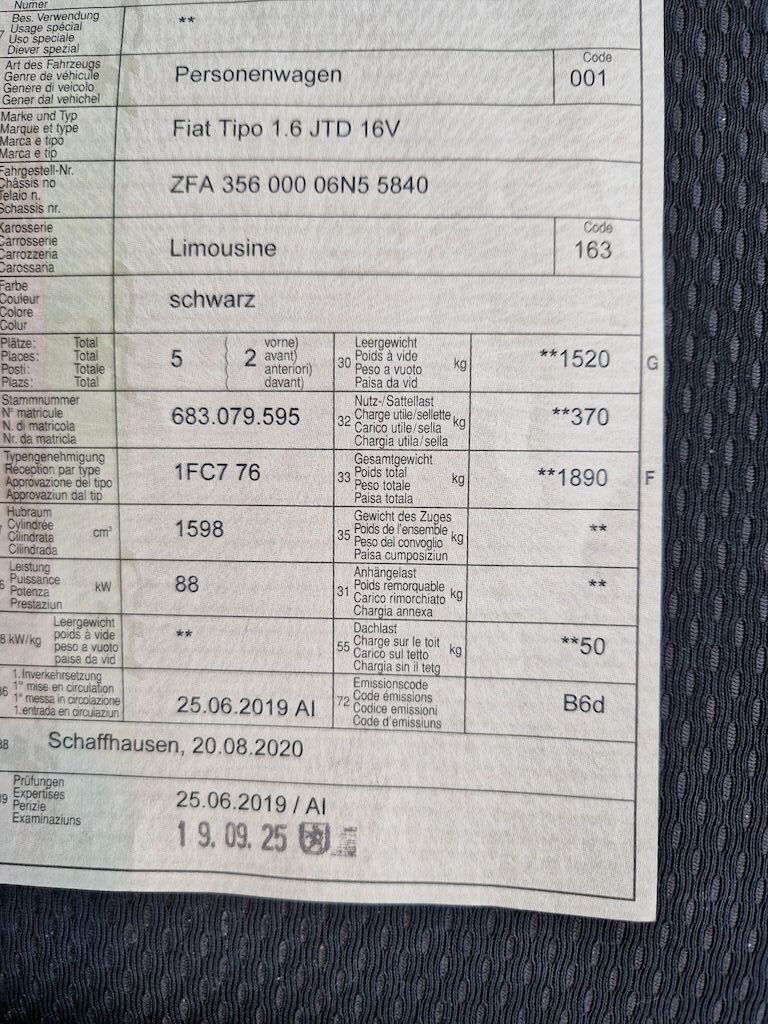 Numer
Bes. Verwendung
Usage spécial
Uso speciale
Diever spezial
**
Art des Fahrzeugs
Genre de véhicule
Genere di veicolo
Gener dal vehichel
Personenwagen
Code
001
Marke und Typ
Marque et type
Marca e tipo
Marca e tip
Fiat Tipo 1.6 JTD 16V
Fahrgestell-Nr.
Châssis no
Telaio n.
Schassis nr.
ZFA 356 000 06N5 5840
Karosserie
Carrosserie
Carrozzeria
Carossaria
Limousine
Code
163
Farbe
Couleur
Colore
Colur
schwarz
Plätze: Total
Places: Total
Posti: Totale
Plazs: Total
5
2
vorne)
avant)
anteriori)
davant)
30
Leergewicht
Poids à vide
Peso a vuoto
Paisa da vid
kg
**1520
G
Stammnummer
N° matricule
N. di matricola
Nr. da matricla
683.079.595
32
Nutz-/Sattellast
Charge utile/sellette
Carico utile/sella
Chargia utila/sella
kg
**370
Typengenehmigung
Réception par type
Approvazione del tipo
Approvaziun dal tip
1FC7 76
33
Gesamtgewicht
Poids total
Peso totale
Paisa totala
kg
**1890
F
Hubraum
Cylindrée
Cilindrata
Cilindrada
cm³
1598
35
Gewicht des Zuges
Poids de l'ensemble
Peso del convoglio
Paisa cumposiziun
kg
**
Leistung
Puissance
Potenza
Prestaziun
kW
88
31
Anhängelast
Poids remorquable
Carico rimorchiato
Chargia annexa
kg
**
kW/kg
Leergewicht
poids à vide
peso a vuoto
paisa da vid
**
55
Dachlast
Charge sur le toit
Carico sul tetto
Chargia sin il tetg
kg
**50
1. Inverkehrsetzung
1re mise en circulation
1a messa in circolazione
1. entrada en circulaziun
25.06.2019 AI
72
Emissionscode
Code émissions
Codice emissioni
Code d'emissiuns
B6d
Schaffhausen, 20.08.2020
Prüfungen
Expertises
Perizie
Examinaziuns
25.06.2019 / AI
19.09.25